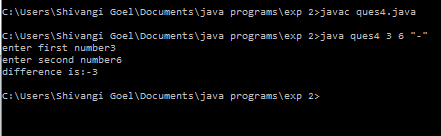 C:\Users\Shivangi Goel\Documents\java programs\exp 2>javac ques4.java
C:\Users\Shivangi Goel\Documents\java programs\exp 2>java ques4 3 6 "-"
enter first number3
enter second number6
difference is:-3
C:\Users\Shivangi Goel\Documents\java programs\exp 2>